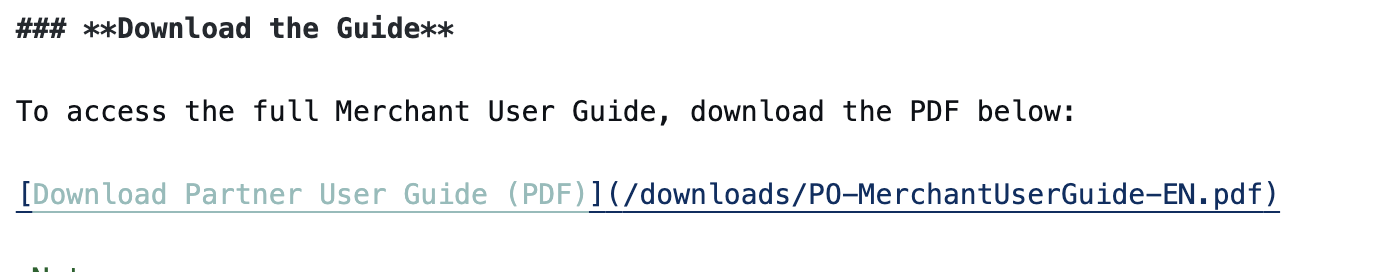 ### **Download the Guide**
To access the full Merchant User Guide, download the PDF below:
[Download Partner User Guide (PDF)](/downloads/PO-MerchantUserGuide-EN.pdf)